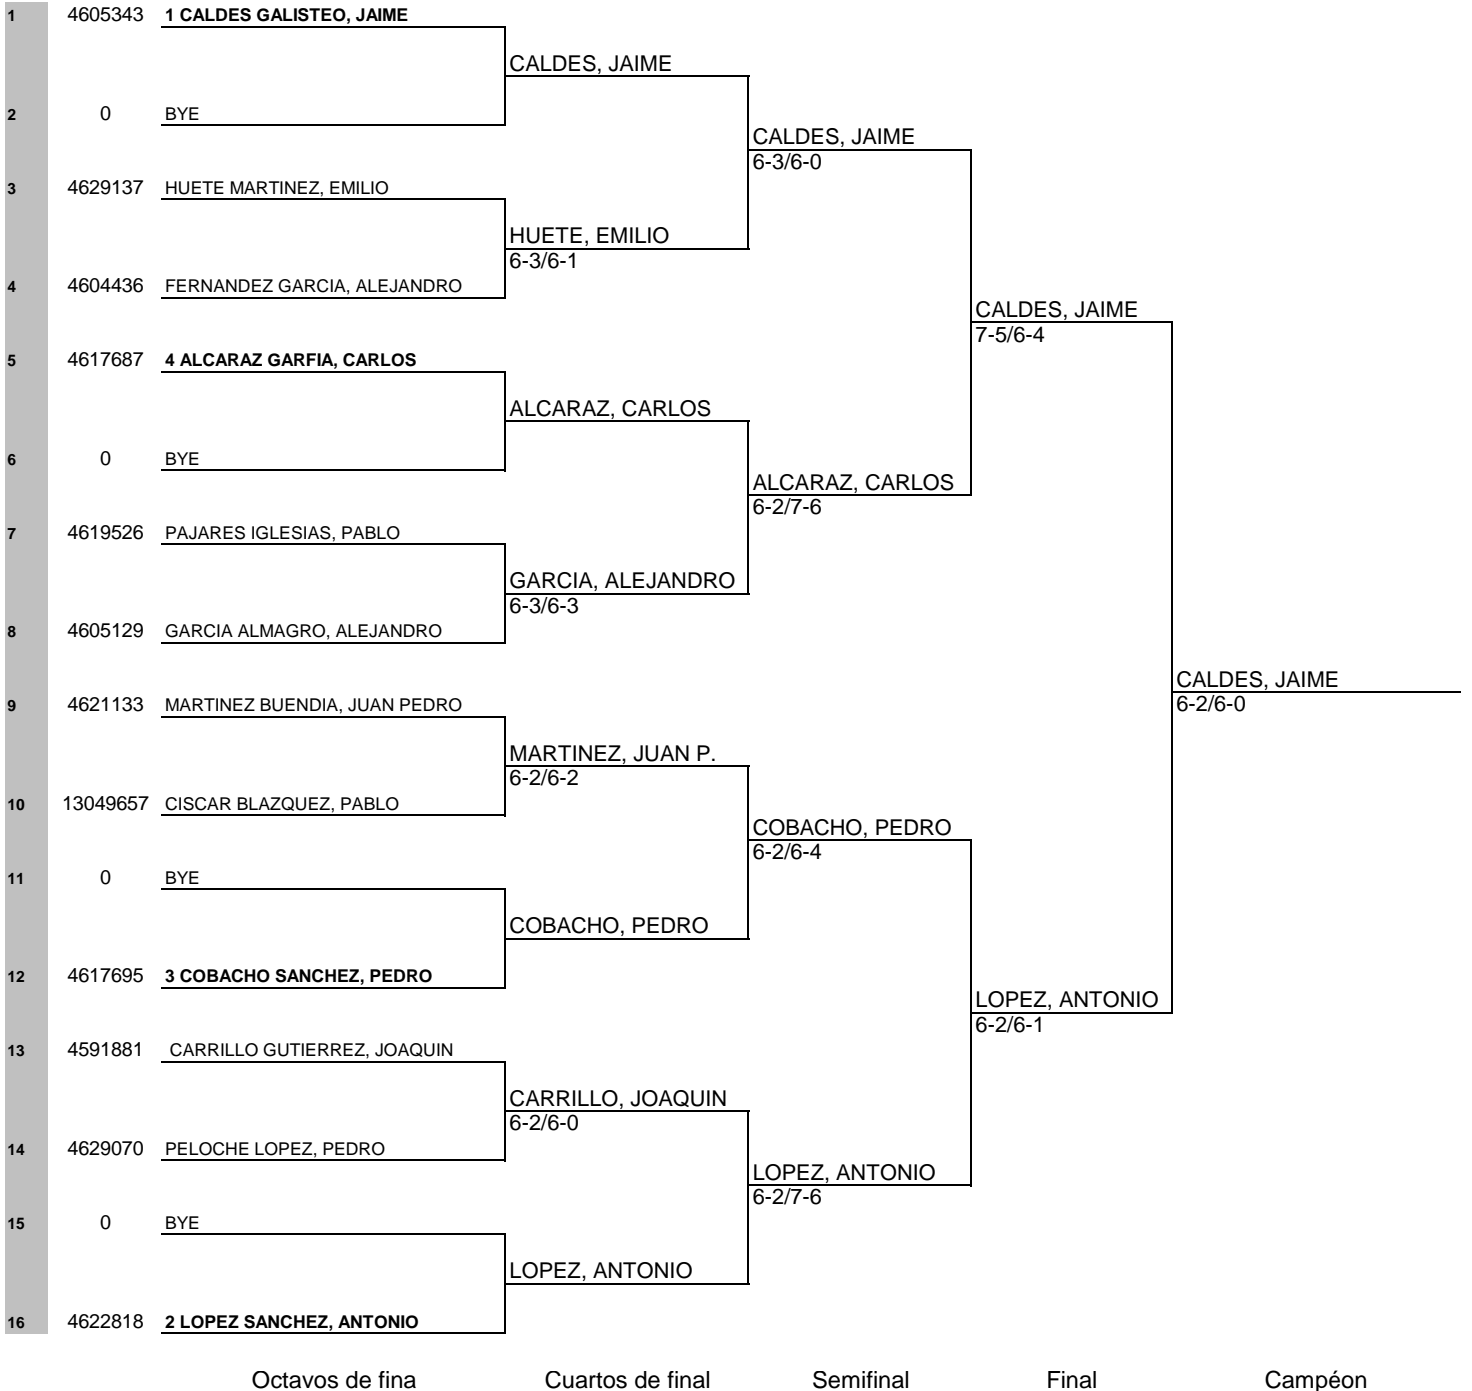 1 4605343 1 CALDES GALISTEO, JAIME
CALDES, JAIME
2 0 BYE
CALDES, JAIME
6-3/6-0
3 4629137 HUETE MARTINEZ, EMILIO
HUETE, EMILIO
6-3/6-1
4 4604436 FERNANDEZ GARCIA, ALEJANDRO
CALDES, JAIME
7-5/6-4
5 4617687 4 ALCARAZ GARFIA, CARLOS
ALCARAZ, CARLOS
6 0 BYE
ALCARAZ, CARLOS
6-2/7-6
7 4619526 PAJARES IGLESIAS, PABLO
GARCIA, ALEJANDRO
6-3/6-3
8 4605129 GARCIA ALMAGRO, ALEJANDRO
CALDES, JAIME
6-2/6-0
9 4621133 MARTINEZ BUENDIA, JUAN PEDRO
MARTINEZ, JUAN P.
6-2/6-2
10 13049657 CISCAR BLAZQUEZ, PABLO
COBACHO, PEDRO
6-2/6-4
11 0 BYE
COBACHO, PEDRO
12 4617695 3 COBACHO SANCHEZ, PEDRO
LOPEZ, ANTONIO
6-2/6-1
13 4591881 CARRILLO GUTIERREZ, JOAQUIN
CARRILLO, JOAQUIN
6-2/6-0
14 4629070 PELOCHE LOPEZ, PEDRO
LOPEZ, ANTONIO
6-2/7-6
15 0 BYE
LOPEZ, ANTONIO
16 4622818 2 LOPEZ SANCHEZ, ANTONIO
Octavos de fina Cuartos de final Semifinal Final Campéon